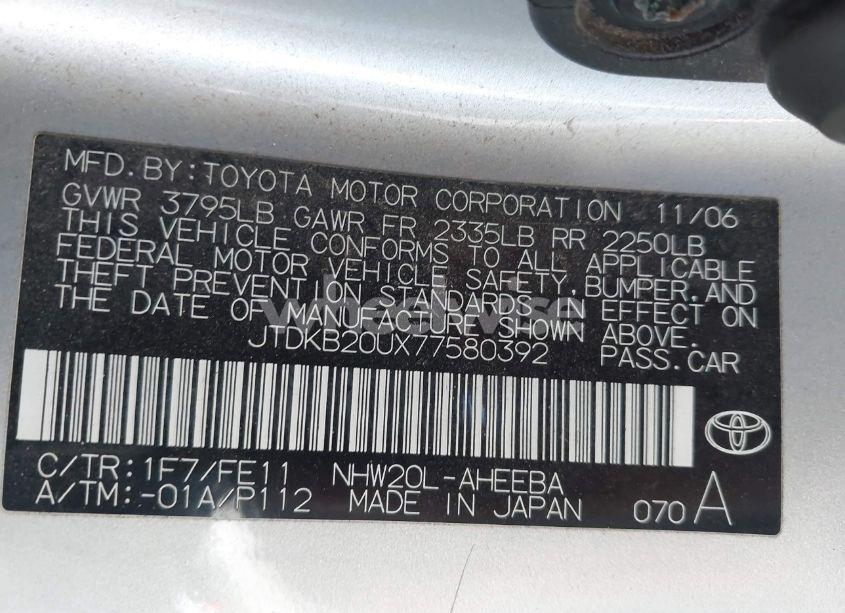 MFD.BY:TOYOTA MOTOR CORPORATION 11/06
GVWR 3795LB GAWR FR 2335LB RR 2250LB
THIS VEHICLE CONFORMS TO ALL APPLICABLE
FEDERAL MOTOR VEHICLE SAFETY,BUMPER,AND
THEFT PREVENTION STANDARDS IN EFFECT ON
THE DATE OF MANUFACTURE SHOWN ABOVE.
JTDKB20UX77580392 PASS.CAR
C/TR:1F7/FE11 NHW20L-AHEEBA
A/TM:-01A/P112 MADE IN JAPAN 070 A